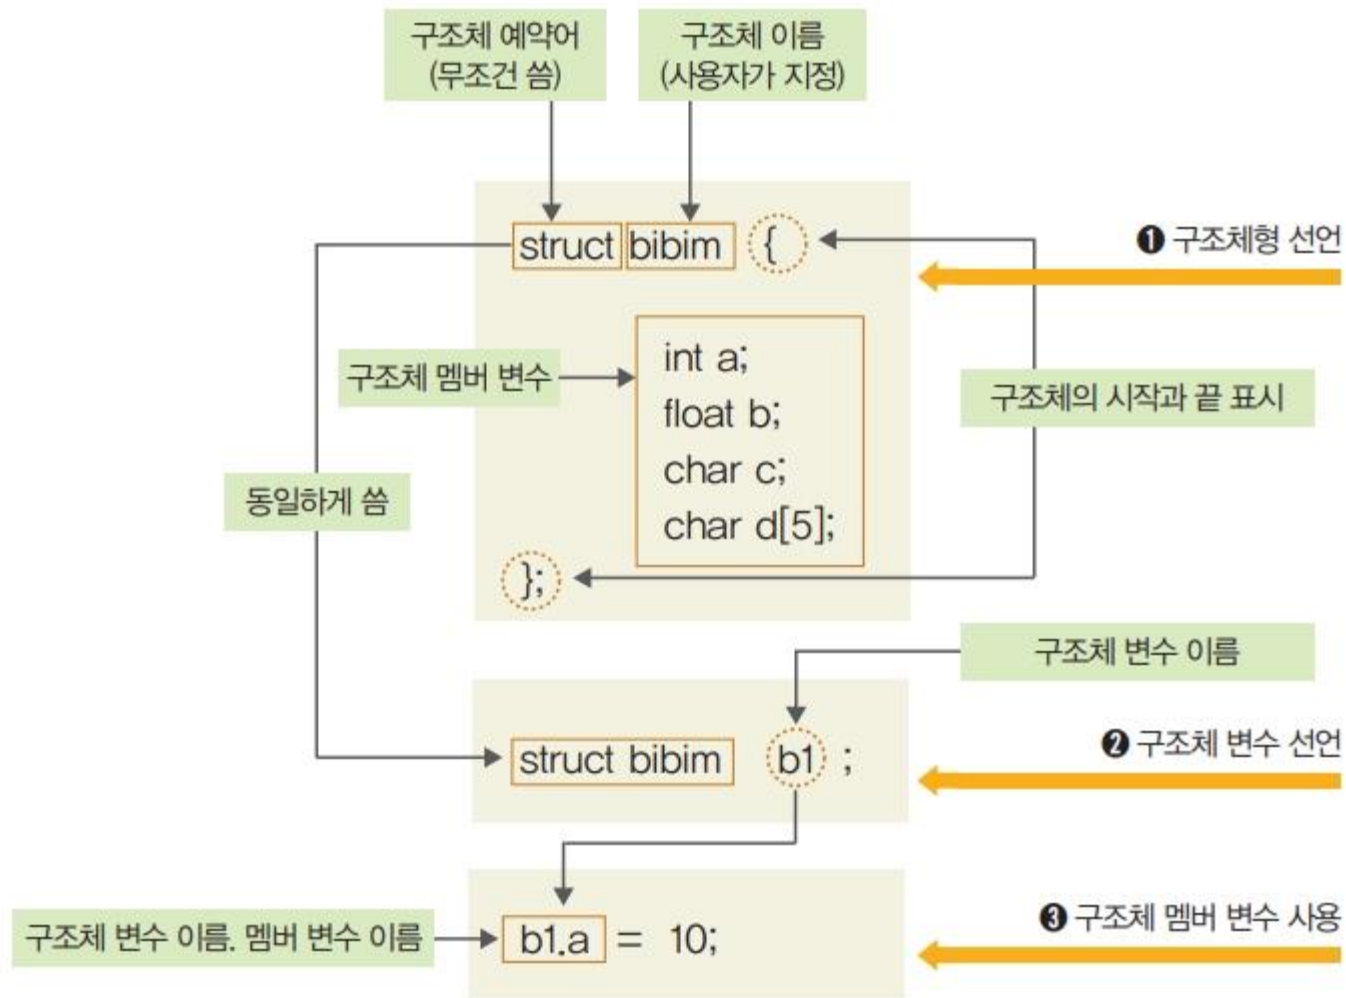 구조체 예약어
(무조건 씀)
구조체 이름
(사용자가 지정)
struct bibim {
❶ 구조체형 선언
구조체 멤버 변수
int a;
float b;
char c;
char d[5];
구조체의 시작과 끝 표시
동일하게 씀
};
구조체 변수 이름
struct bibim b1 ;
❷ 구조체 변수 선언
구조체 변수 이름. 멤버 변수 이름
b1.a = 10;
❸ 구조체 멤버 변수 사용